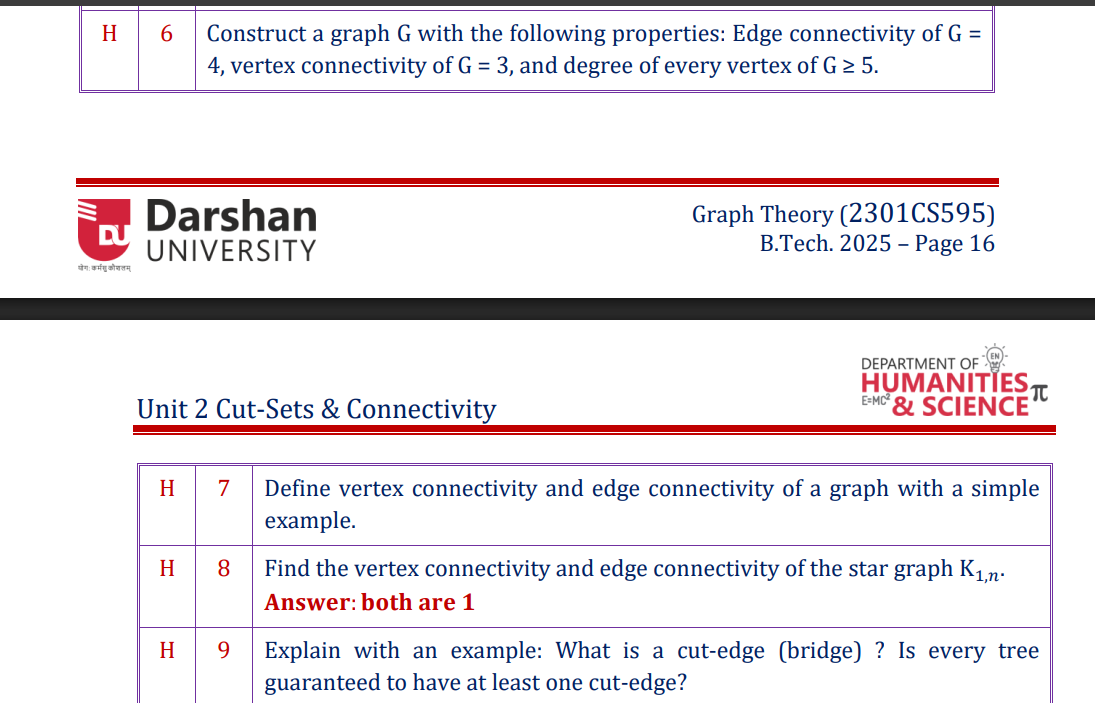 H 6 Construct a graph G with the following properties: Edge connectivity of G =
4, vertex connectivity of G = 3, and degree of every vertex of G ≥ 5.
DU
योग: कर्मसु कौशलम्
Darshan
UNIVERSITY
Graph Theory (2301CS595)
B.Tech. 2025 – Page 16
Unit 2 Cut-Sets & Connectivity
DEPARTMENT OF EN
HUMANITIES π
E=MC² & SCIENCE
H 7 Define vertex connectivity and edge connectivity of a graph with a simple
example.
H 8 Find the vertex connectivity and edge connectivity of the star graph K₁,ₙ.
Answer: both are 1
H 9 Explain with an example: What is a cut-edge (bridge) ? Is every tree
guaranteed to have at least one cut-edge?